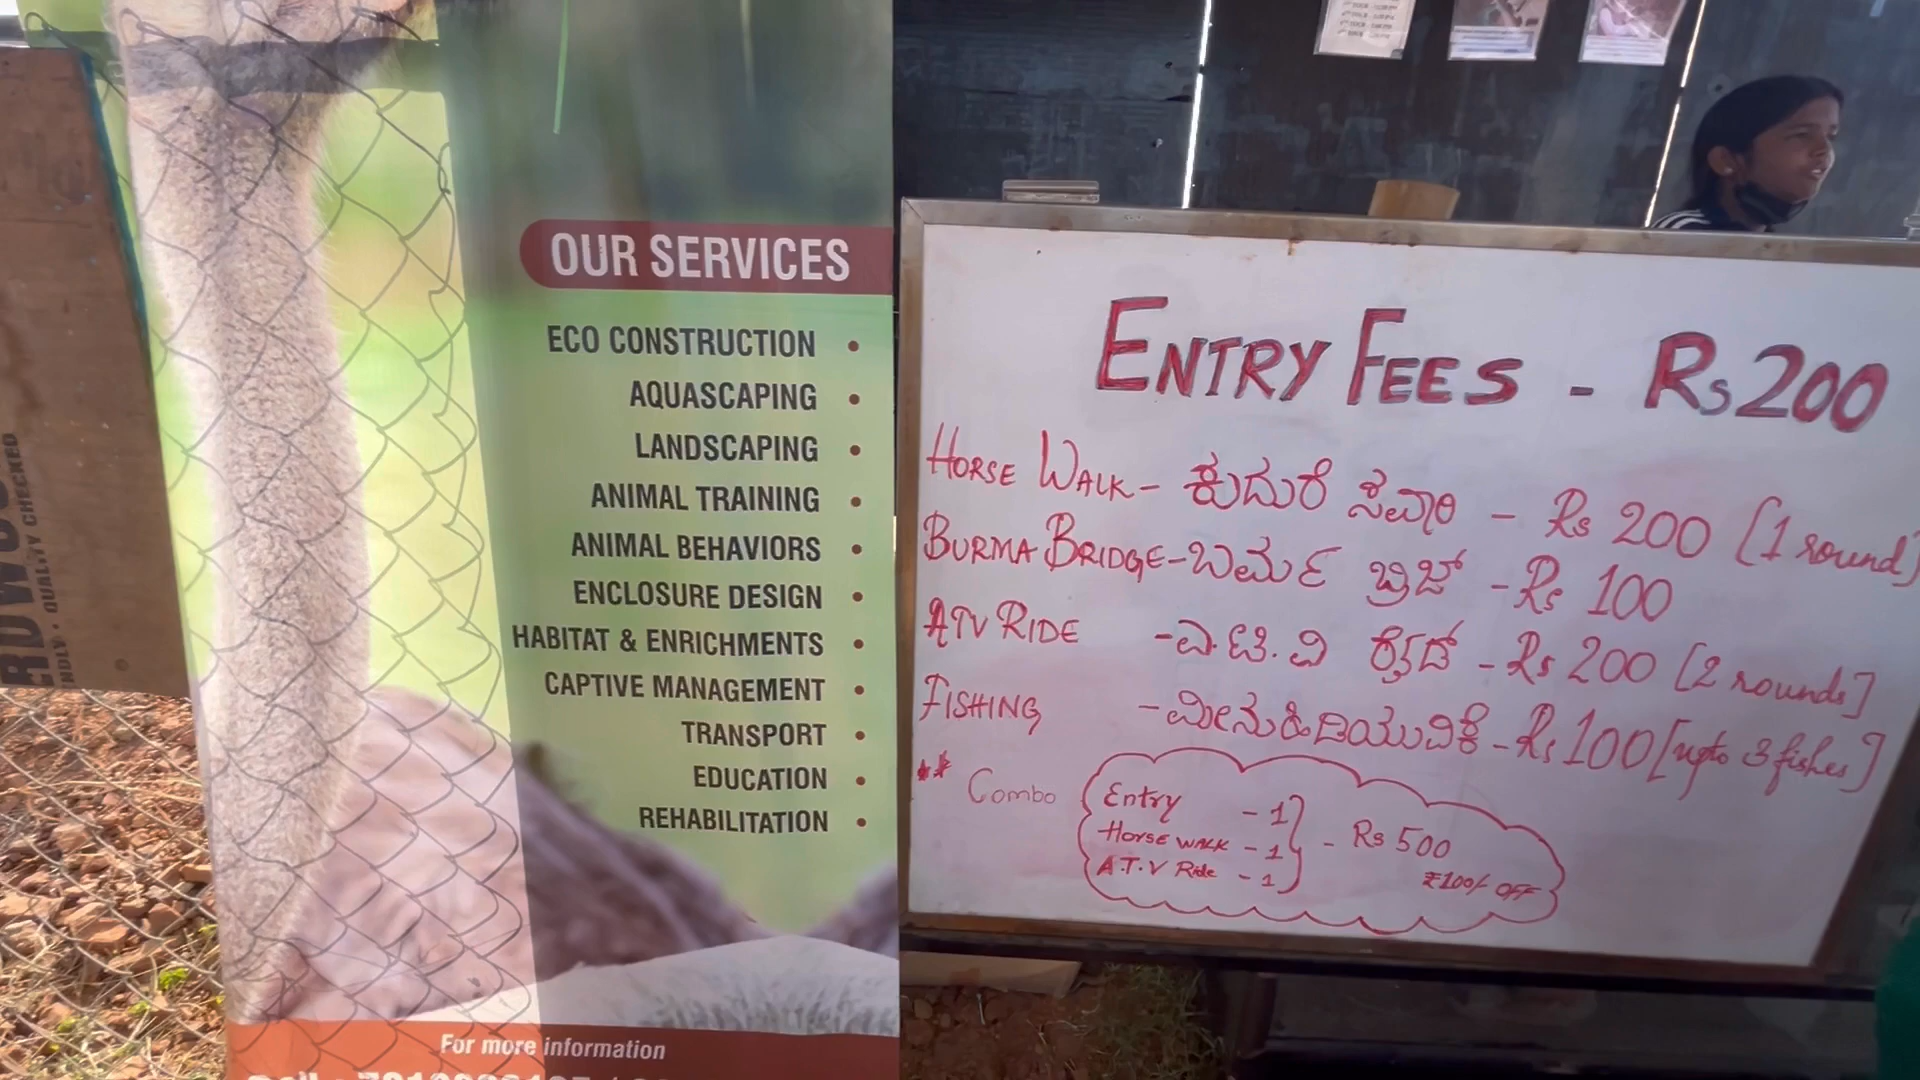 OUR SERVICES
ECO CONSTRUCTION •
AQUASCAPING •
LANDSCAPING •
ANIMAL TRAINING •
ANIMAL BEHAVIORS •
ENCLOSURE DESIGN •
HABITAT & ENRICHMENTS •
CAPTIVE MANAGEMENT •
TRANSPORT •
EDUCATION •
REHABILITATION •
For more information
QUALITY CHECKED
ENTRY FEES - Rs 200
HORSE WALK - ಕುದುರೆ ಸೆವಾರಿ - Rs 200 [1 round]
BURMA BRIDGE - ಬರ್ಮ ಬ್ರಿಜ್ - Rs 100
ATV RIDE - ಎ.ಟಿ.ವಿ ರೈಡ್ - Rs 200 [2 rounds]
FISHING - ಮೀನುಹಿಡಿಯುವಿಕೆ - Rs 100 [upto 3 fishes]
** Combo
Entry - 1
Horse WALK - 1
A.T.V Ride - 1
- Rs 500
₹100/- OFF